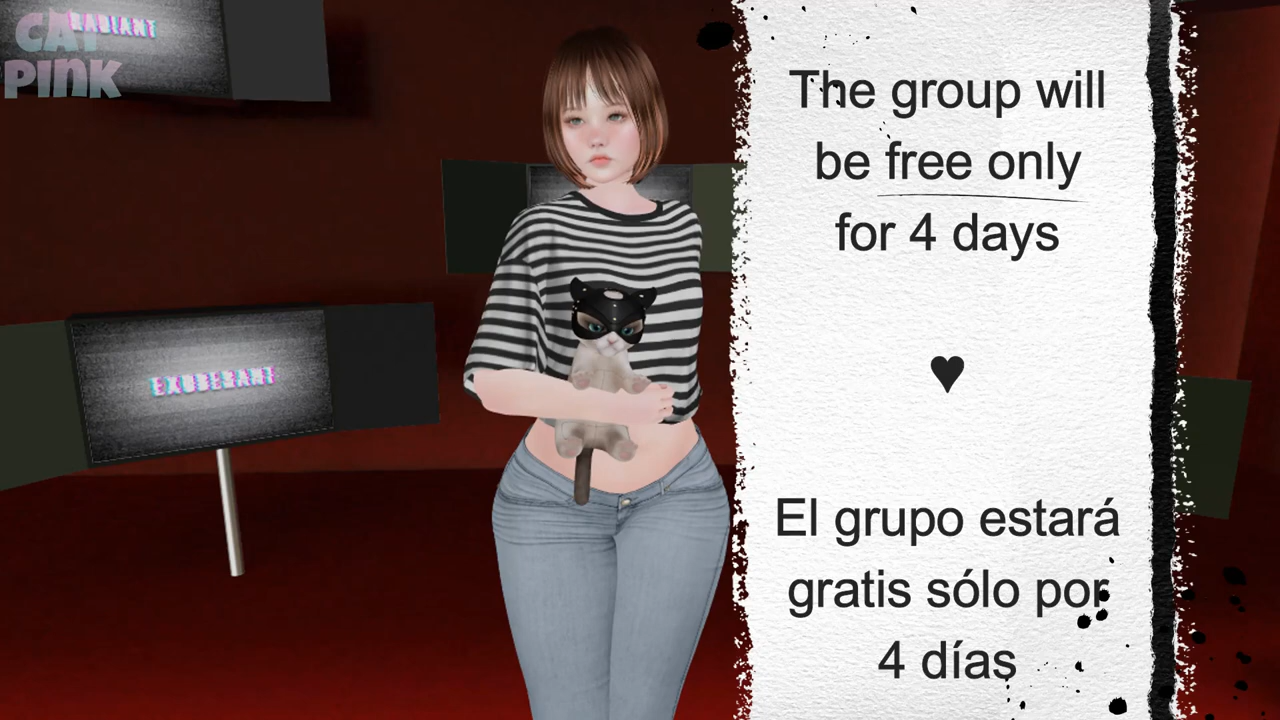 CAT
PINK
RADIANT
EXUBERANT
The group will
be free only
for 4 days
♥
El grupo estará
gratis sólo por
4 días